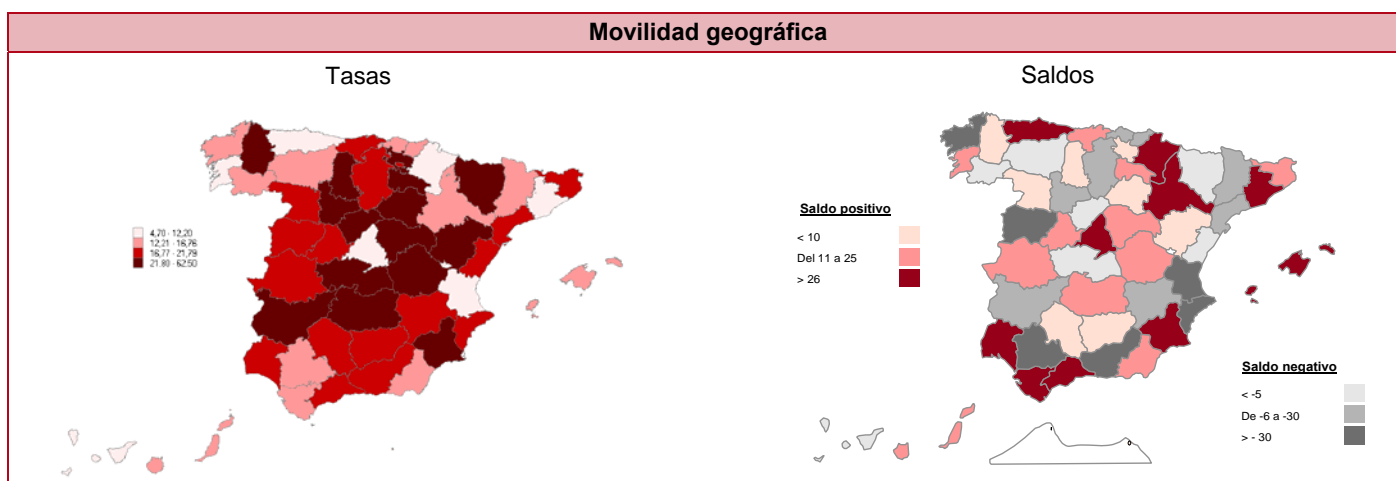 Movilidad geográfica
Tasas
4,70 - 12,20
12,21 - 16,76
16,77 - 21,79
21,80 - 62,50
Saldos
Saldo positivo
< 10
Del 11 a 25
> 26
Saldo negativo
< -5
De -6 a -30
> - 30